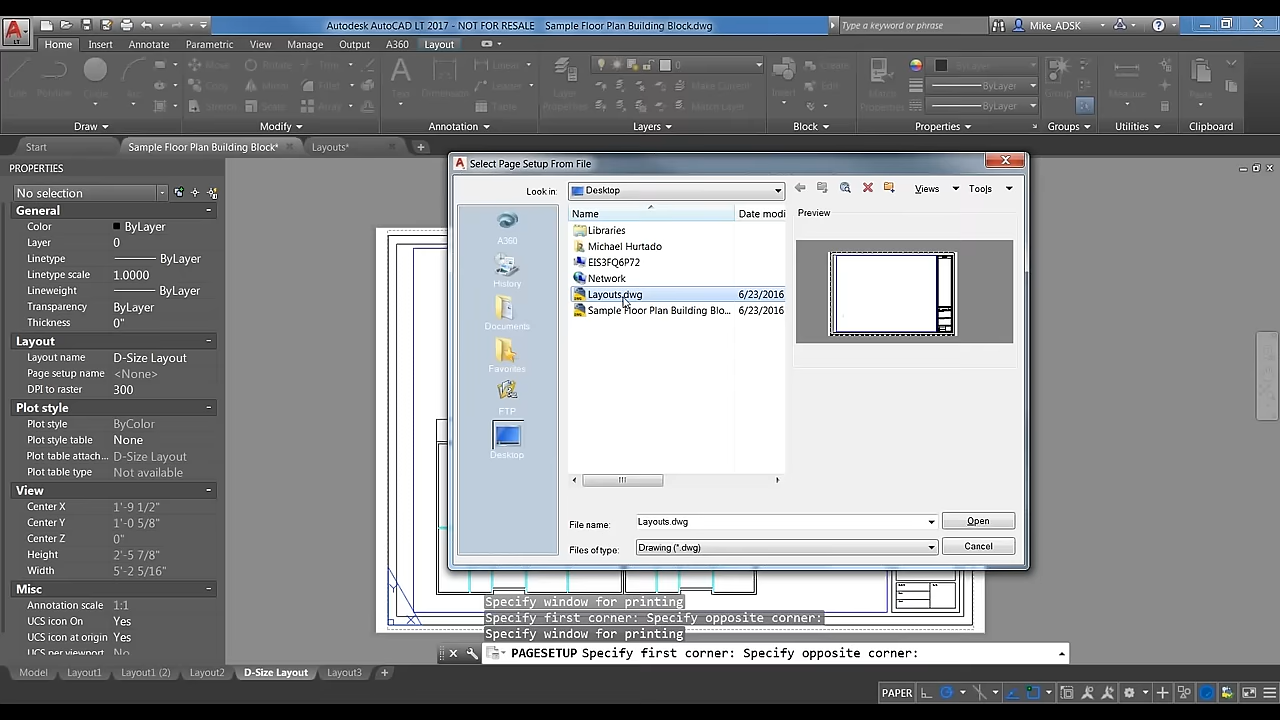 Autodesk AutoCAD LT 2017 - NOT FOR RESALE Sample Floor Plan Building Block.dwg
Type a keyword or phrase
Mike_ADSK
LT
Home Insert Annotate Parametric View Manage Output A360 Layout
0
ByLayer
ByLayer
Draw Modify Annotation Layers Block Properties Groups Utilities Clipboard
Start Sample Floor Plan Building Block* Layouts*
PROPERTIES
No selection
General
Color ByLayer
Layer 0
Linetype ByLayer
Linetype scale 1.0000
Lineweight ByLayer
Transparency ByLayer
Thickness 0"
Layout
Layout name D-Size Layout
Page setup name <None>
DPI to raster 300
Plot style
Plot style ByColor
Plot style table None
Plot table attach... D-Size Layout
Plot table type Not available
View
Center X 1'-9 1/2"
Center Y 1'-0 5/8"
Center Z 0"
Height 2'-5 7/8"
Width 5'-2 5/16"
Misc
Annotation scale 1:1
UCS icon On Yes
UCS icon at origin Yes
UCS per viewport No
Select Page Setup From File
Look in: Desktop
Views Tools
Name Date modi
Preview
Libraries
Michael Hurtado
EIS3FQ6P72
Network
Layouts.dwg 6/23/2016
Sample Floor Plan Building Blo... 6/23/2016
A360
History
Documents
Favorites
FTP
Desktop
File name: Layouts.dwg Open
Files of type: Drawing (*.dwg) Cancel
Specify window for printing
Specify first corner: Specify opposite corner:
Specify window for printing
PAGESETUP Specify first corner: Specify opposite corner:
Model Layout1 Layout1 (2) Layout2 D-Size Layout Layout3
PAPER